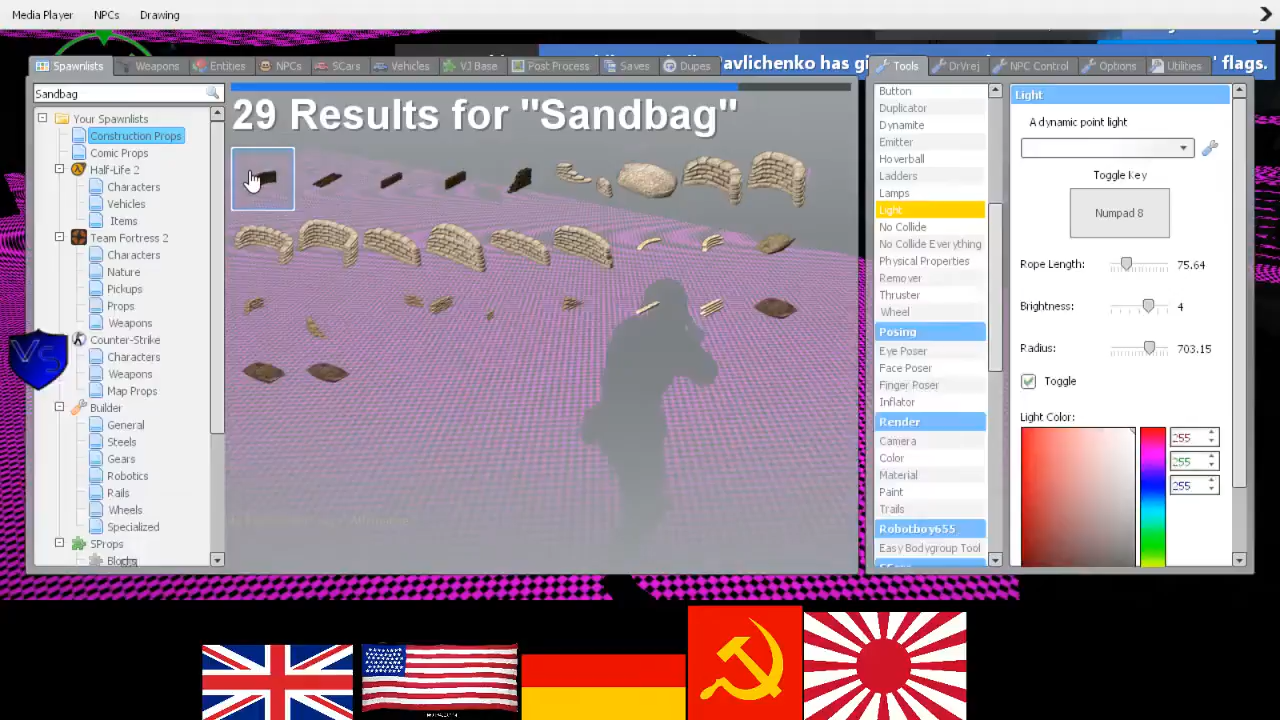 Media Player NPCs Drawing
avlichenko has gi
' flags.
Spawnlists Weapons Entities NPCs SCars Vehicles VJ Base Post Process Saves Dupes
Sandbag
Your Spawnlists
Construction Props
Comic Props
Half-Life 2
Characters
Vehicles
Items
Team Fortress 2
Characters
Nature
Pickups
Props
Weapons
Counter-Strike
Characters
Weapons
Map Props
Builder
General
Steels
Gears
Robotics
Rails
Wheels
Specialized
SProps
VS
29 Results for "Sandbag"
Tools DrVrej NPC Control Options Utilities
Button
Duplicator
Dynamite
Emitter
Hoverball
Ladders
Lamps
Light
No Collide
No Collide Everything
Physical Properties
Remover
Thruster
Wheel
Posing
Eye Poser
Face Poser
Finger Poser
Inflator
Render
Camera
Color
Material
Paint
Trails
Robotboy655
Easy Bodygroup Tool
Light
A dynamic point light
Toggle Key
Numpad 8
Rope Length: 75.64
Brightness: 4
Radius: 703.15
Toggle
Light Color:
255
255
255